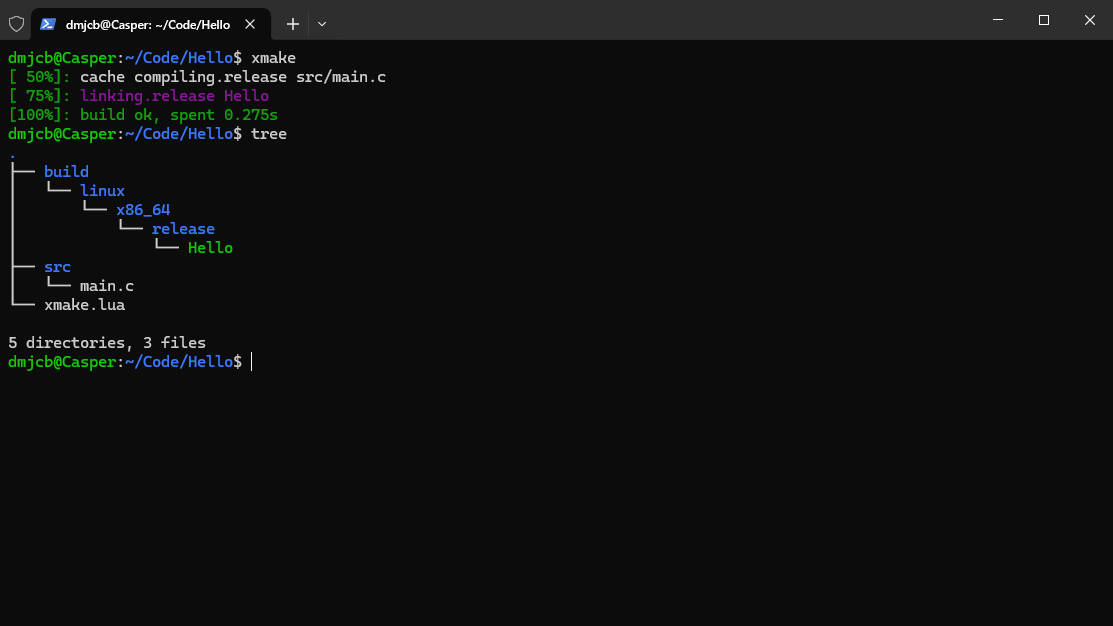 dmjcb@Casper: ~/Code/Hello
dmjcb@Casper:~/Code/Hello$ xmake
[ 50%]: cache compiling.release src/main.c
[ 75%]: linking.release Hello
[100%]: build ok, spent 0.275s
dmjcb@Casper:~/Code/Hello$ tree
.
├── build
│   └── linux
│       └── x86_64
│           └── release
│               └── Hello
├── src
│   └── main.c
└── xmake.lua
5 directories, 3 files
dmjcb@Casper:~/Code/Hello$